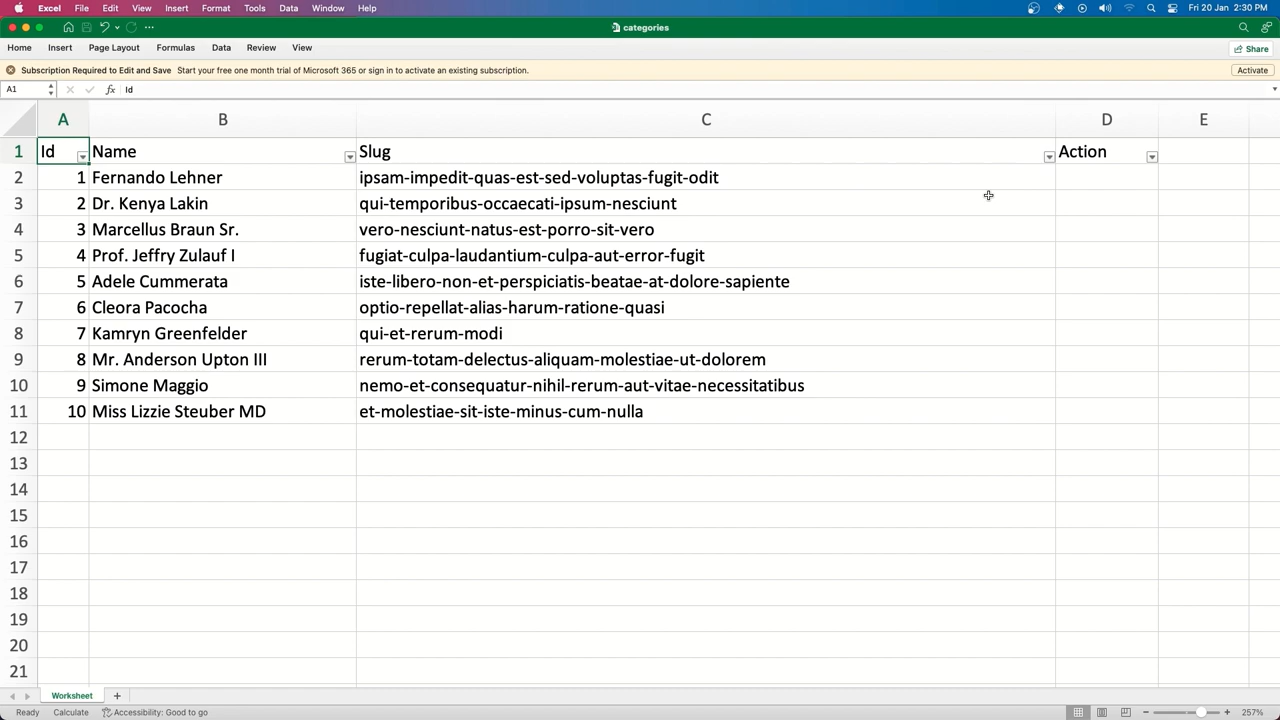 Excel File Edit View Insert Format Tools Data Window Help Fri 20 Jan 2:30 PM
categories
Home Insert Page Layout Formulas Data Review View Share
Subscription Required to Edit and Save Start your free one month trial of Microsoft 365 or sign in to activate an existing subscription. Activate
A1 fx Id
A B C D E
1 Id Name Slug Action
2 1 Fernando Lehner ipsam-impedit-quas-est-sed-voluptas-fugit-odit
3 2 Dr. Kenya Lakin qui-temporibus-occaecati-ipsum-nesciunt
4 3 Marcellus Braun Sr. vero-nesciunt-natus-est-porro-sit-vero
5 4 Prof. Jeffry Zulauf I fugiat-culpa-laudantium-culpa-aut-error-fugit
6 5 Adele Cummerata iste-libero-non-et-perspiciatis-beatae-at-dolore-sapiente
7 6 Cleora Pacocha optio-repellat-alias-harum-ratione-quasi
8 7 Kamryn Greenfelder qui-et-rerum-modi
9 8 Mr. Anderson Upton III rerum-totam-delectus-aliquam-molestiae-ut-dolorem
10 9 Simone Maggio nemo-et-consequatur-nihil-rerum-aut-vitae-necessitatibus
11 10 Miss Lizzie Steuber MD et-molestiae-sit-iste-minus-cum-nulla
12
13
14
15
16
17
18
19
20
21
Worksheet
Ready Calculate Accessibility: Good to go 257%